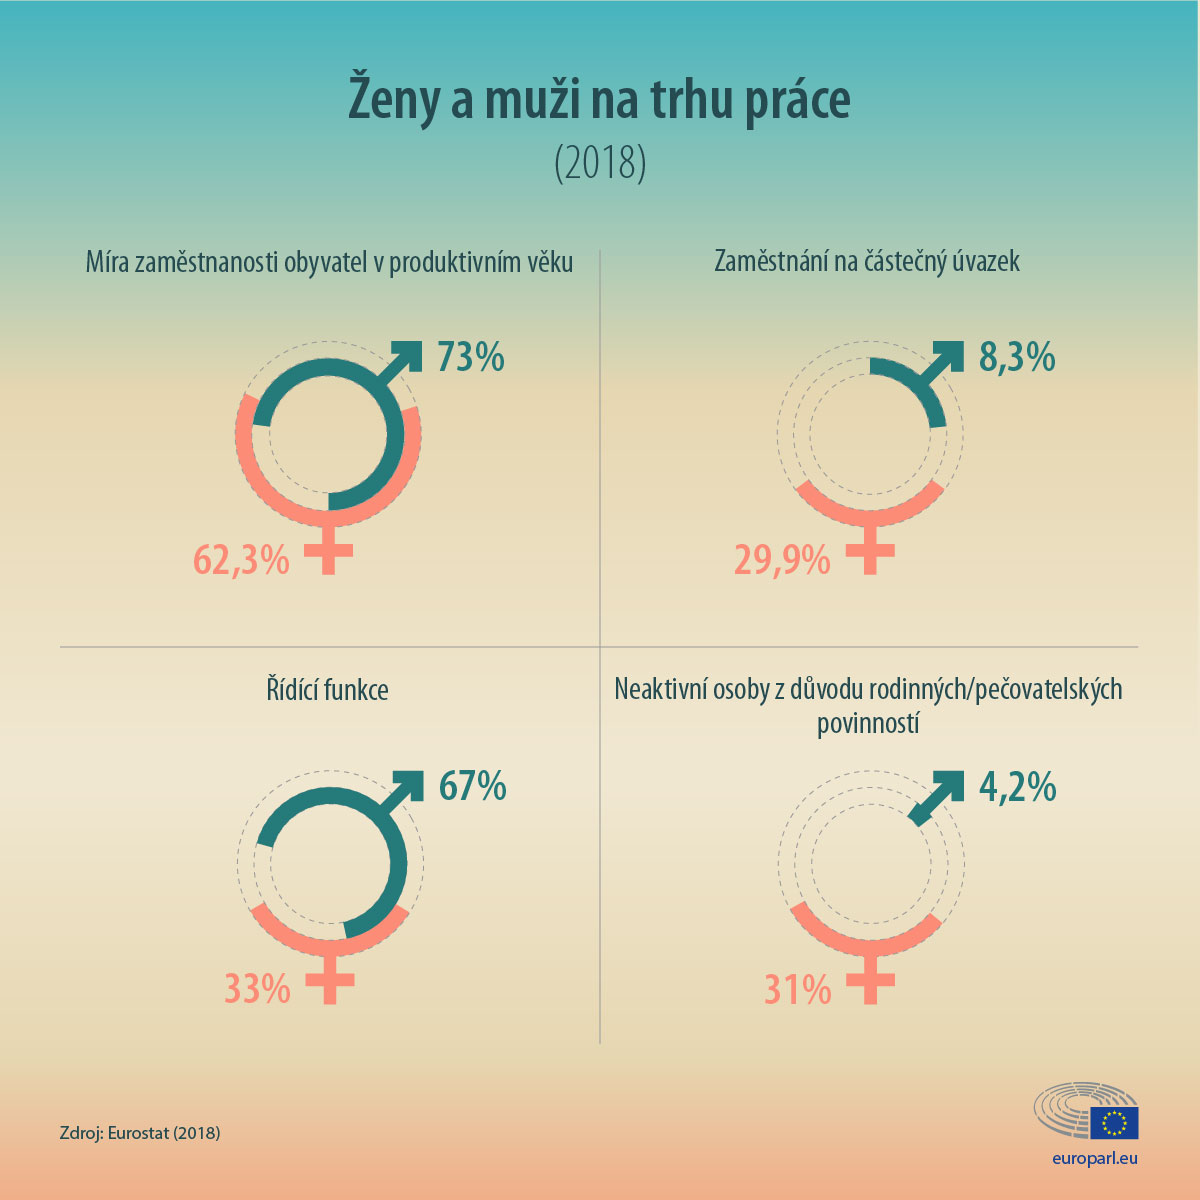 Ženy a muži na trhu práce
(2018)
Míra zaměstnanosti obyvatel v produktivním věku
73%
62,3%
Zaměstnání na částečný úvazek
8,3%
29,9%
Řídící funkce
67%
33%
Neaktivní osoby z důvodu rodinných/pečovatelských
povinností
4,2%
31%
Zdroj: Eurostat (2018)
europarl.eu